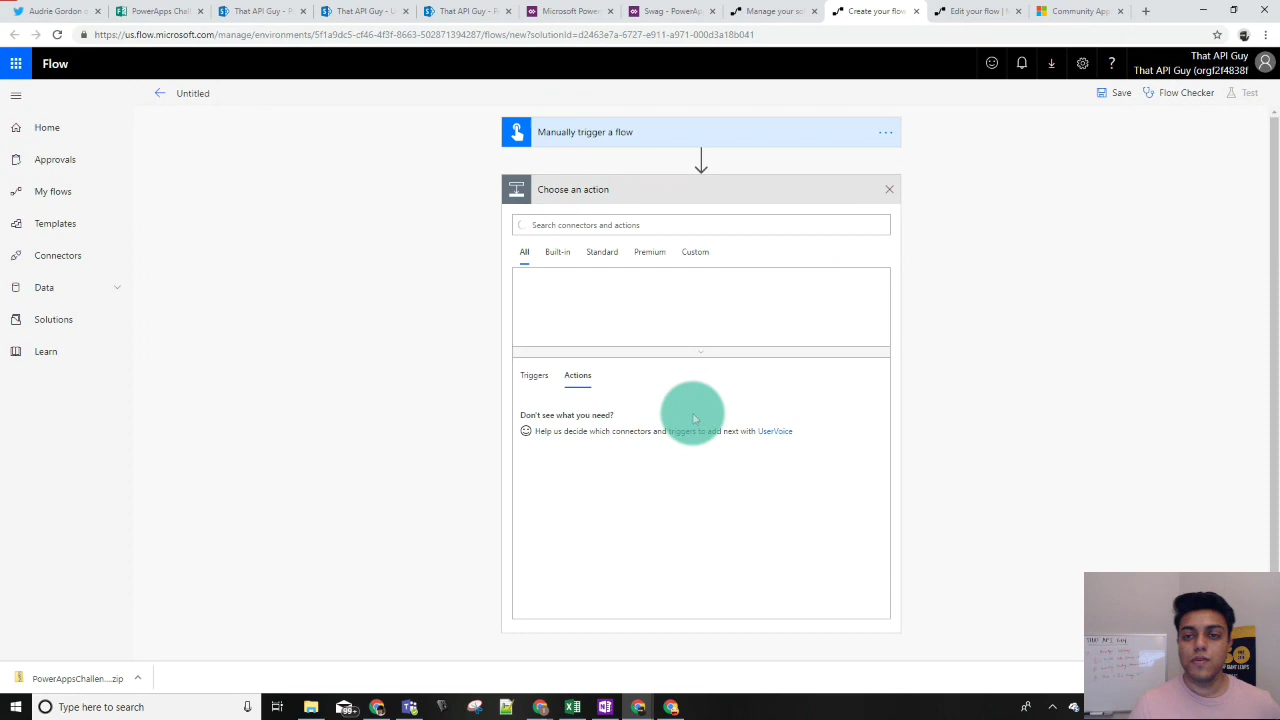 Audrie Gordon o
PowerApps Chall
That API Guy - P
That API Guy - U
That API Guy - F
Microsoft Power
Swag - PowerAp
Manage your so
Create your flow
Edit your flow | M
Community App
https://us.flow.microsoft.com/manage/environments/5f1a9dc5-cf46-4f3f-8663-502871394287/flows/new?solutionId=d2463e7a-6727-e911-a971-000d3a18b041
Flow
That API Guy
That API Guy (orgf2f4838f
?
Untitled
Save
Flow Checker
Test
Home
Approvals
My flows
Templates
Connectors
Data
Solutions
Learn
Manually trigger a flow
Choose an action
Search connectors and actions
All Built-in Standard Premium Custom
Triggers Actions
Don't see what you need?
Help us decide which connectors and triggers to add next with UserVoice
PowerAppsChallen....zip
Type here to search
99+